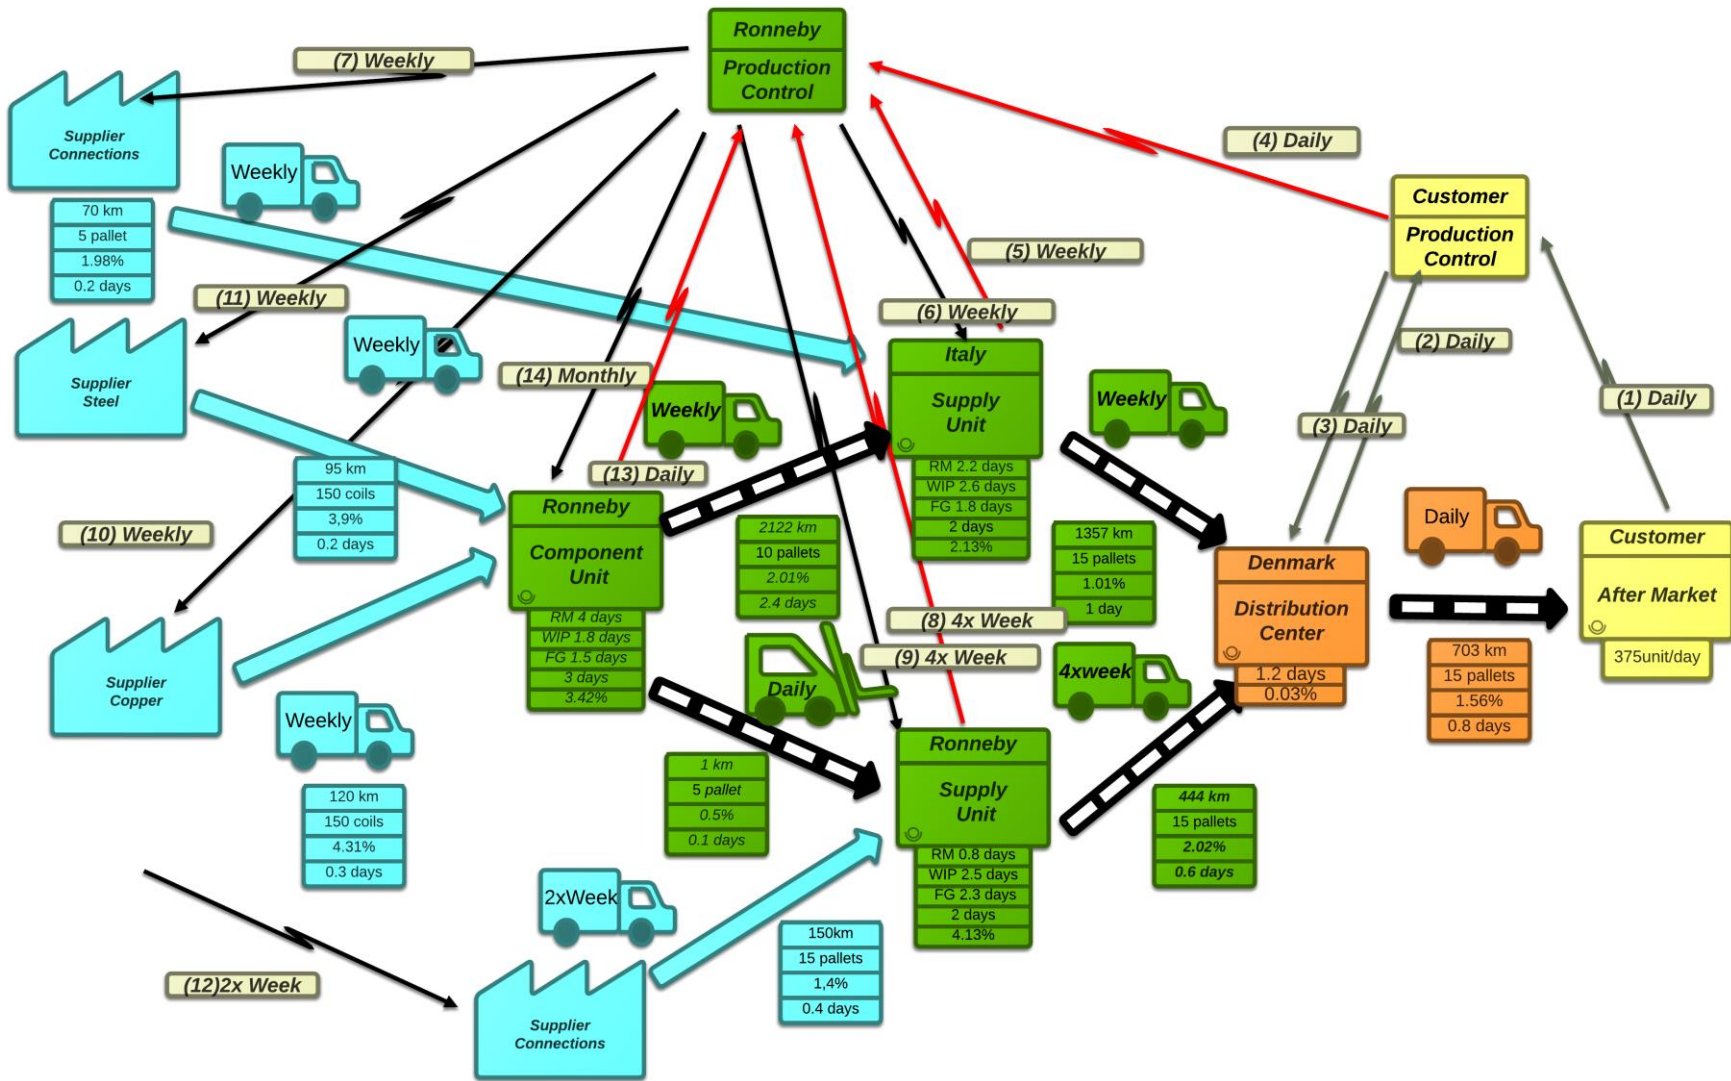 Ronneby
Production
Control
(7) Weekly
Supplier
Connections
Weekly
70 km
5 pallet
1.98%
0.2 days
(4) Daily
Customer
Production
Control
(5) Weekly
(11) Weekly
(6) Weekly
(2) Daily
Supplier
Steel
Weekly
(14) Monthly
Weekly
Italy
Supply
Unit
RM 2.2 days
WIP 2.6 days
FG 1.8 days
2 days
2.13%
Weekly
(3) Daily
(1) Daily
95 km
150 coils
3,9%
0.2 days
(13) Daily
(10) Weekly
Ronneby
Component
Unit
RM 4 days
WIP 1.8 days
FG 1.5 days
3 days
3.42%
2122 km
10 pallets
2.01%
2.4 days
1357 km
15 pallets
1.01%
1 day
Denmark
Distribution
Center
1.2 days
0.03%
Daily
Customer
After Market
375unit/day
703 km
15 pallets
1.56%
0.8 days
(8) 4x Week
(9) 4x Week
4xweek
Daily
Supplier
Copper
Weekly
120 km
150 coils
4.31%
0.3 days
1 km
5 pallet
0.5%
0.1 days
Ronneby
Supply
Unit
RM 0.8 days
WIP 2.5 days
FG 2.3 days
2 days
4.13%
444 km
15 pallets
2.02%
0.6 days
2xWeek
150km
15 pallets
1,4%
0.4 days
(12)2x Week
Supplier
Connections